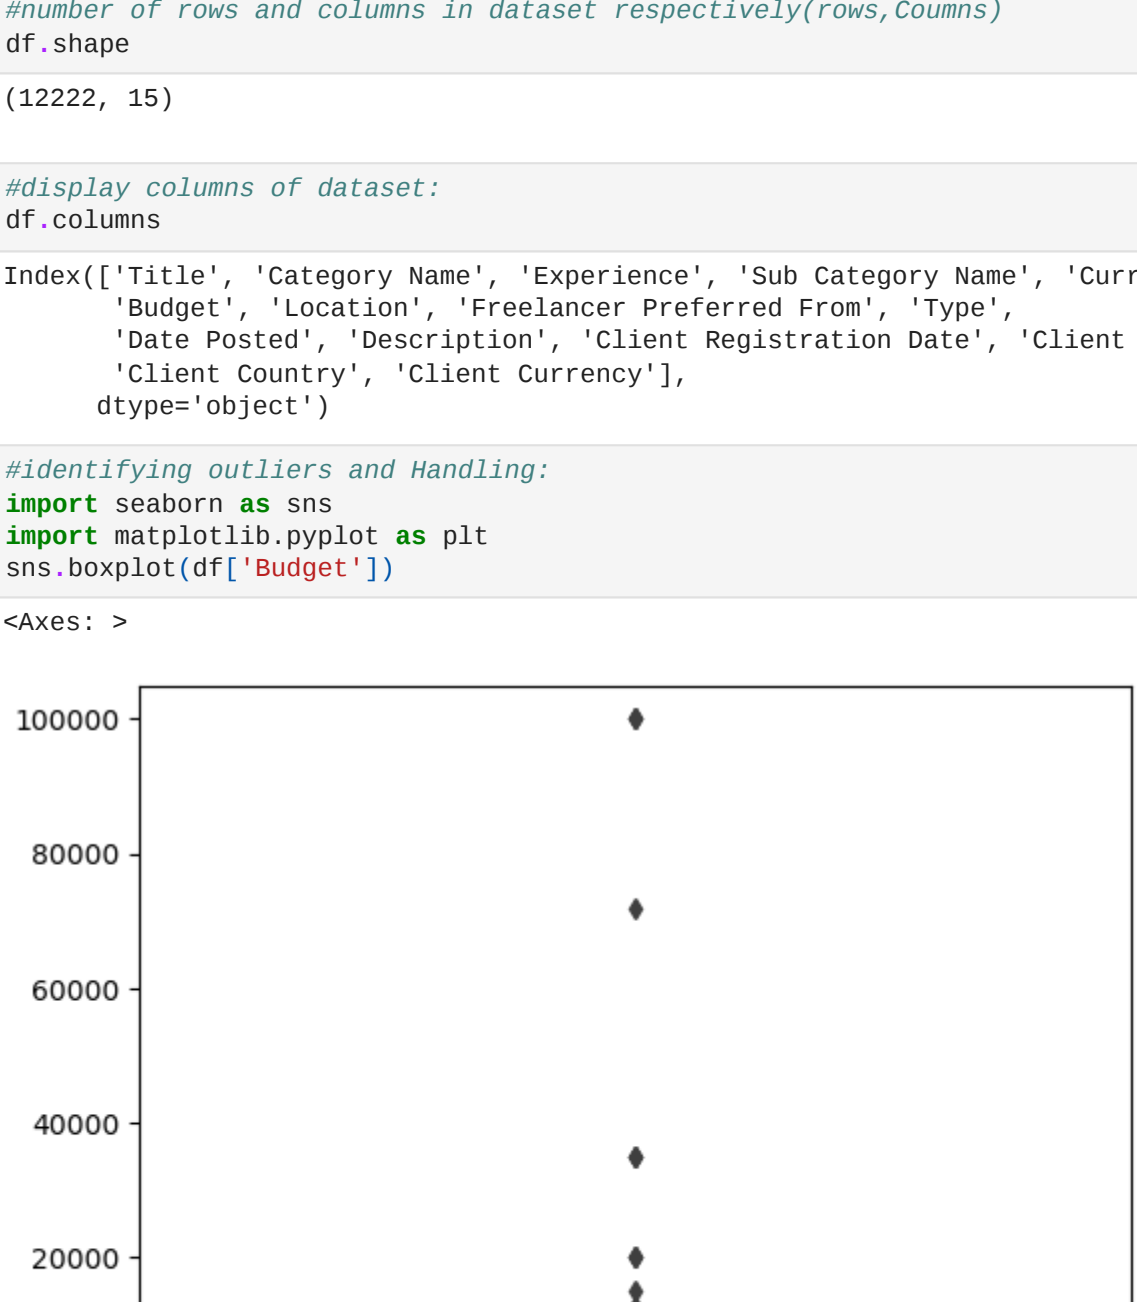 #number of rows and columns in dataset respectively(rows,Coumns)
df.shape
(12222, 15)
#display columns of dataset:
df.columns
Index(['Title', 'Category Name', 'Experience', 'Sub Category Name', 'Curr
'Budget', 'Location', 'Freelancer Preferred From', 'Type',
'Date Posted', 'Description', 'Client Registration Date', 'Client
'Client Country', 'Client Currency'],
dtype='object')
#identifying outliers and Handling:
import seaborn as sns
import matplotlib.pyplot as plt
sns.boxplot(df['Budget'])
<Axes: >
100000
80000
60000
40000
20000